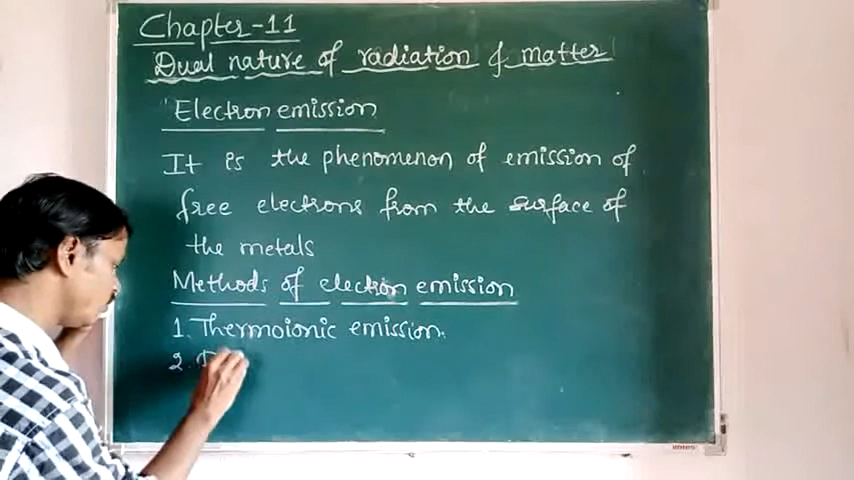 Chapter-11
Dual nature of radiation & matter
Electron emission
It is the phenomenon of emission of
free electrons from the surface of
the metals
Methods of electron emission
1. Thermoionic emission.
2.